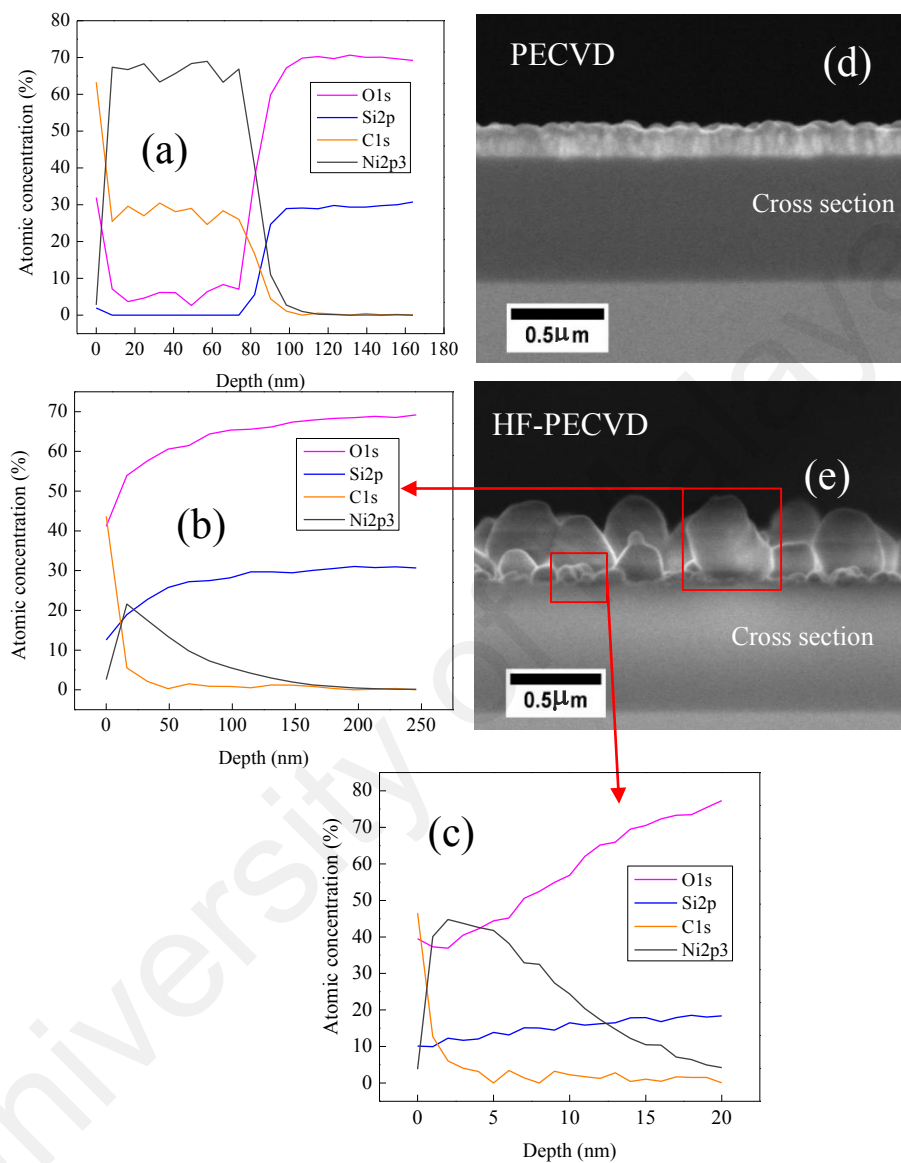 80
70
60
50
40
30
20
10
0
Atomic concentration (%)
(a)
O1s
Si2p
C1s
Ni2p3
0 20 40 60 80 100 120 140 160 180
Depth (nm)
PECVD
(d)
Cross section
0.5µm
70
60
50
40
30
20
10
0
Atomic concentration (%)
(b)
O1s
Si2p
C1s
Ni2p3
0 50 100 150 200 250
Depth (nm)
HF-PECVD
(e)
Cross section
0.5µm
80
70
60
50
40
30
20
10
0
Atomic concentration (%)
(c)
O1s
Si2p
C1s
Ni2p3
0 5 10 15 20
Depth (nm)
University of Malaya